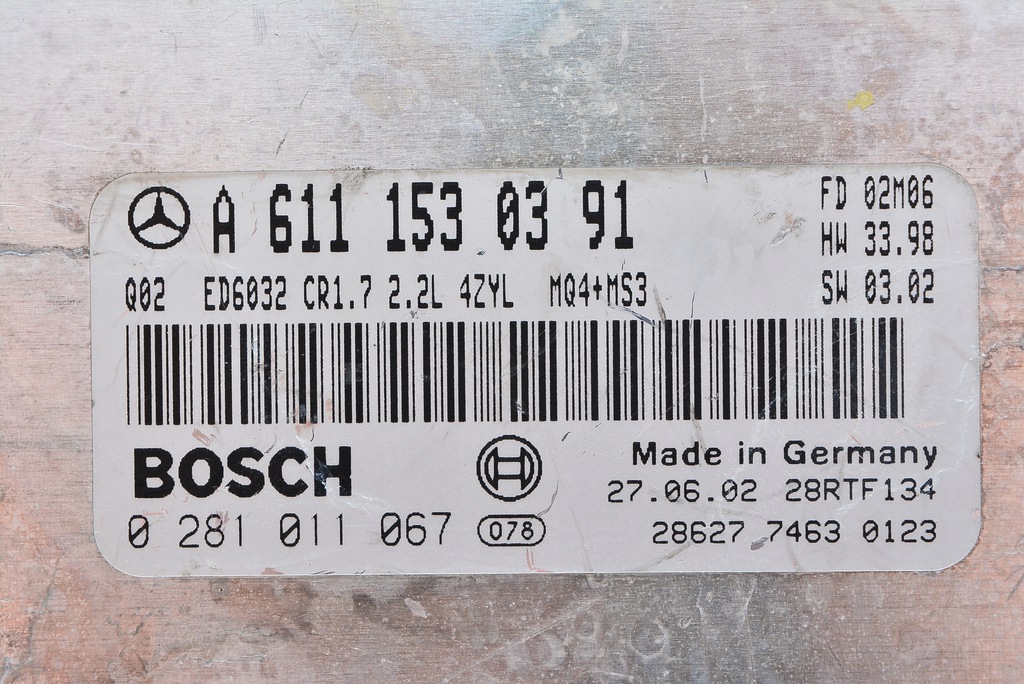 A 611 153 03 91
FD 02M06
HW 33.98
SW 03.02
Q02 ED6032 CR1.7 2.2L 4ZYL MQ4+MS3
BOSCH
Made in Germany
27.06.02 28RTF134
0 281 011 067 078
28627 7463 0123